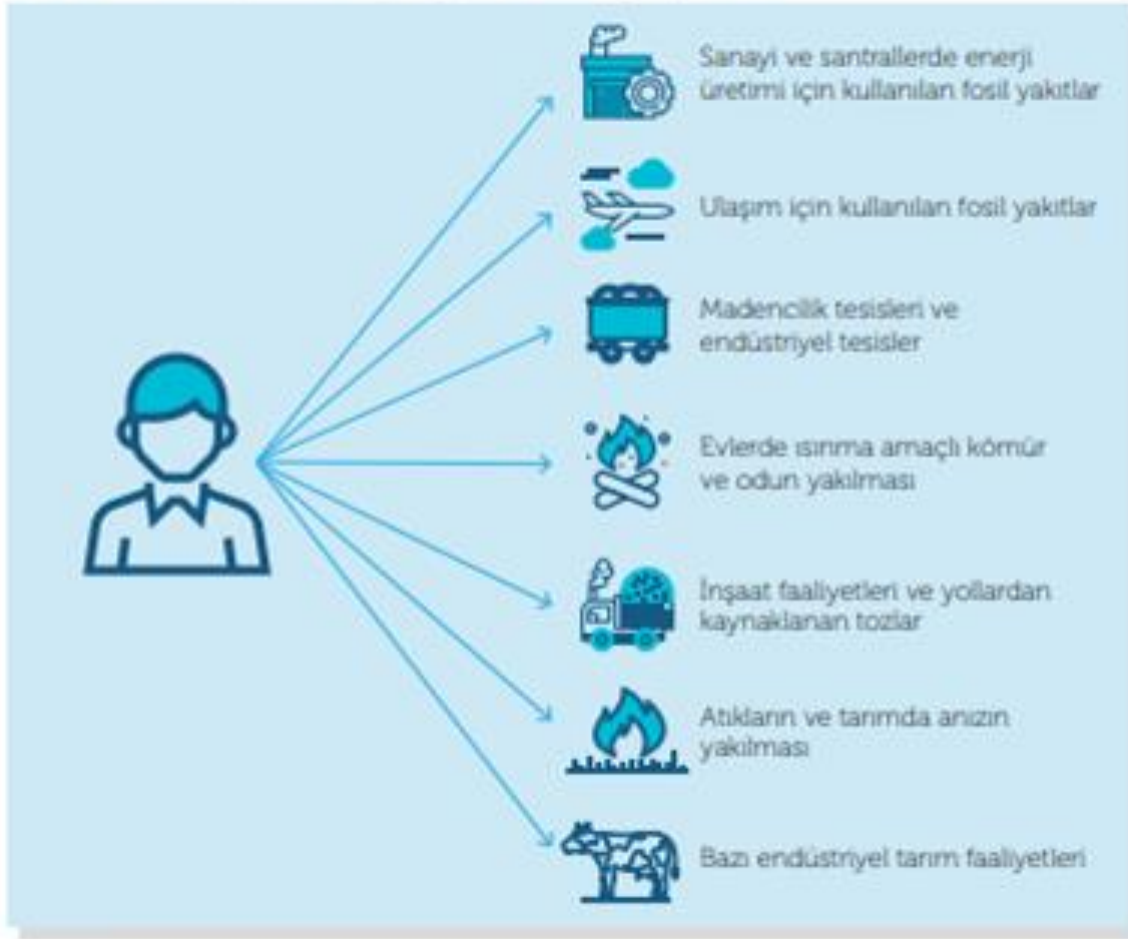 Sanayi ve santrallerde enerji
üretimi için kullanılan fosil yakıtlar
Ulaşım için kullanılan fosil yakıtlar
Madencilik tesisleri ve
endüstriyel tesisler
Evlerde ısınma amaçlı kömür
ve odun yakılması
İnşaat faaliyetleri ve yollardan
kaynaklanan tozlar
Atıkların ve tarımda anızın
yakılması
Bazı endüstriyel tarım faaliyetleri